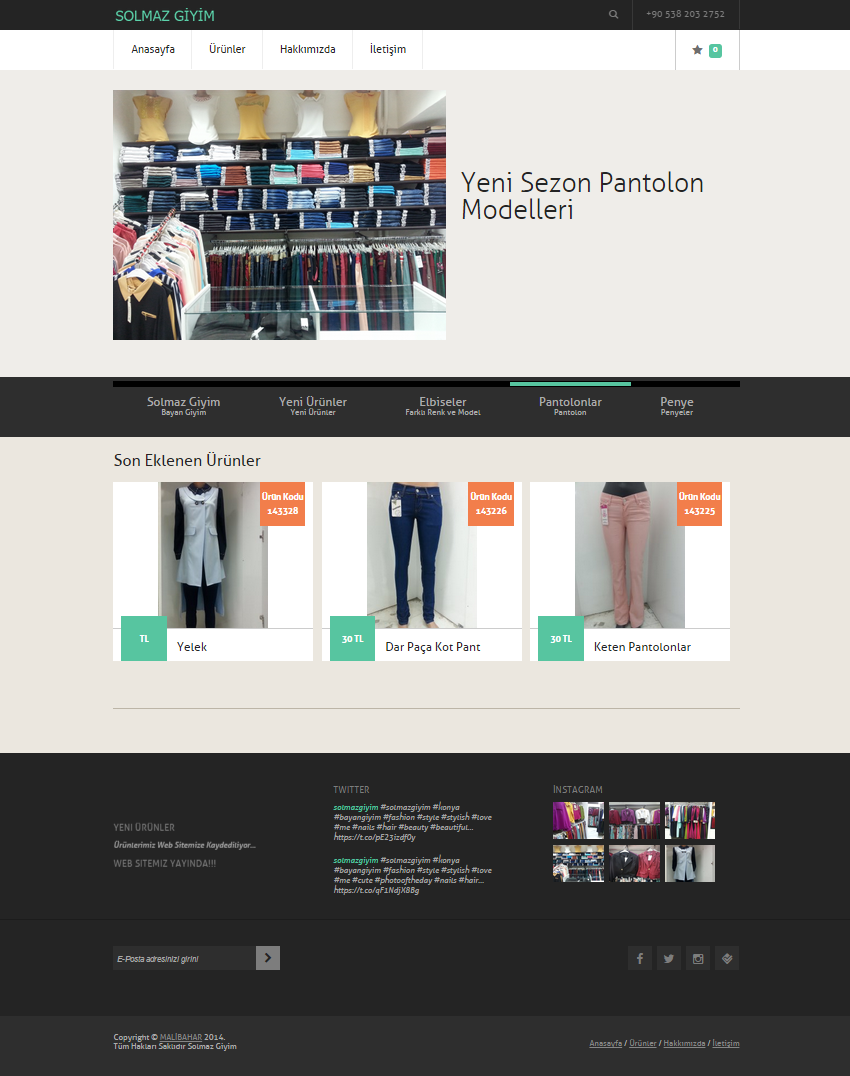 SOLMAZ GİYİM
+90 538 203 2752
Anasayfa
Ürünler
Hakkımızda
İletişim
0
Yeni Sezon Pantolon
Modelleri
Solmaz Giyim
Bayan Giyim
Yeni Ürünler
Yeni Ürünler
Elbiseler
Farklı Renk ve Model
Pantolonlar
Pantolon
Penye
Penyeler
Son Eklenen Ürünler
Ürün Kodu
143328
TL
Yelek
Ürün Kodu
143226
30 TL
Dar Paça Kot Pant
Ürün Kodu
143225
30 TL
Keten Pantolonlar
YENİ ÜRÜNLER
Ürünlerimiz Web Sitemize Kaydediliyor...
WEB SİTEMİZ YAYINDA!!!
TWITTER
solmazgiyim #solmazgiyim #konya
#bayangiyim #fashion #style #stylish #love
#me #nails #hair #beauty #beautiful...
https://t.co/pE23izdf0y
solmazgiyim #solmazgiyim #konya
#bayangiyim #fashion #style #stylish #love
#me #cute #photooftheday #nails #hair...
https://t.co/qF1NdjX8Bg
İNSTAGRAM
E-Posta adresinizi girini
Copyright © MALİBAHAR 2014.
Tüm Hakları Saklıdır Solmaz Giyim
Anasayfa / Ürünler / Hakkımızda / İletişim